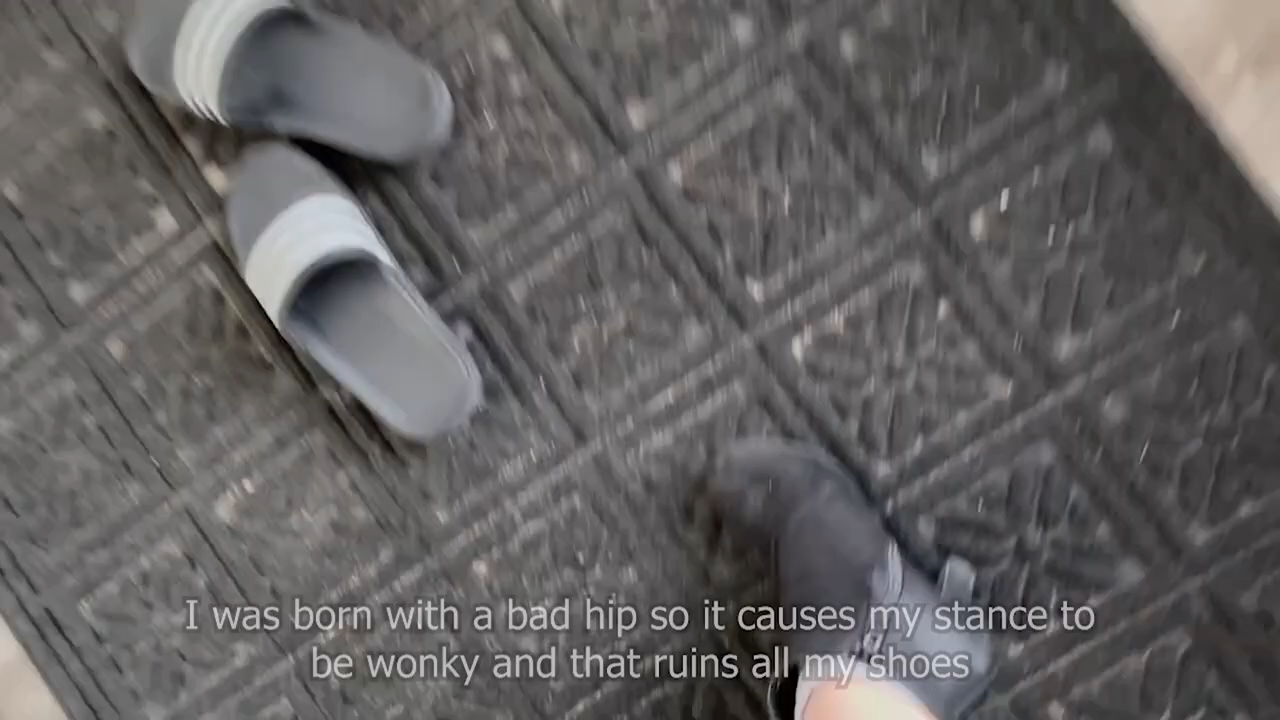 I was born with a bad hip so it causes my stance to
be wonky and that ruins all my shoes